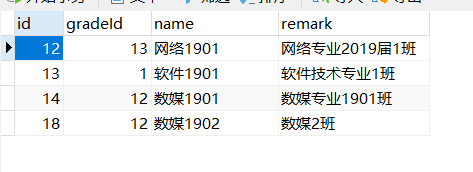 id gradeId name remark
12 13 网络1901 网络专业2019届1班
13 1 软件1901 软件技术专业1班
14 12 数媒1901 数媒专业1901班
18 12 数媒1902 数媒2班